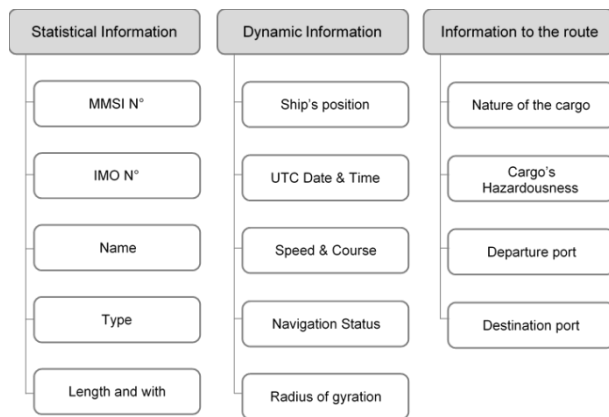 Statistical Information
MMSI N°
IMO N°
Name
Type
Length and with
Dynamic Information
Ship's position
UTC Date & Time
Speed & Course
Navigation Status
Radius of gyration
Information to the route
Nature of the cargo
Cargo's
Hazardousness
Departure port
Destination port